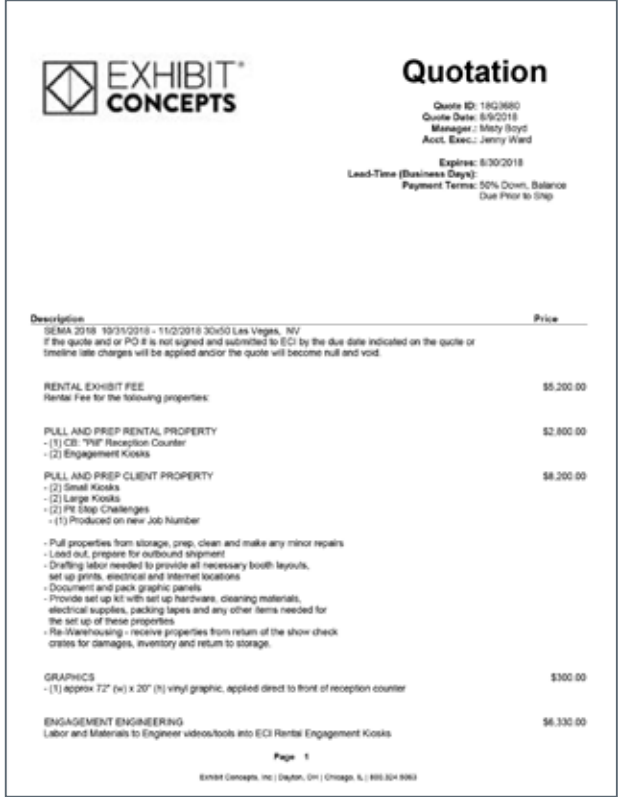 EXHIBIT
CONCEPTS
Quotation
Quote ID: 18Q3680
Quote Date: 8/9/2018
Manager.: Misty Boyd
Acct. Exec.: Jenny Ward
Expires: 8/30/2018
Lead-Time (Business Days):
Payment Terms: 50% Down, Balance
Due Prior to Ship
Description Price
SEMA 2018 10/31/2018 - 11/2/2018 30x50 Las Vegas, NV
If the quote and or PO # is not signed and submitted to ECI by the due date indicated on the quote or
timeline late charges will be applied and/or the quote will become null and void.
RENTAL EXHIBIT FEE $5,200.00
Rental Fee for the following properties:
PULL AND PREP RENTAL PROPERTY $2,800.00
- (1) CB: "Pill" Reception Counter
- (2) Engagement Kiosks
PULL AND PREP CLIENT PROPERTY $8,200.00
- (2) Small Kiosks
- (2) Large Kiosks
- (2) Pit Stop Challenges
- (1) Produced on new Job Number
- Pull properties from storage, prep, clean and make any minor repairs
- Load out, prepare for outbound shipment
- Drafting labor needed to provide all necessary booth layouts,
set up prints, electrical and Internet locations
- Document and pack graphic panels
- Provide set up kit with set up hardware, cleaning materials,
electrical supplies, packing tapes and any other items needed for
the set up of these properties
- Re-Warehousing - receive properties from return of the show check
crates for damages, inventory and return to storage.
GRAPHICS $300.00
- (1) approx 72" (w) x 20" (h) vinyl graphic, applied direct to front of reception counter
ENGAGEMENT ENGINEERING $6,330.00
Labor and Materials to Engineer videos/tools into ECI Rental Engagement Kiosks
Page 1
Exhibit Concepts, Inc | Dayton, OH | Chicago, IL | 800.324.5063